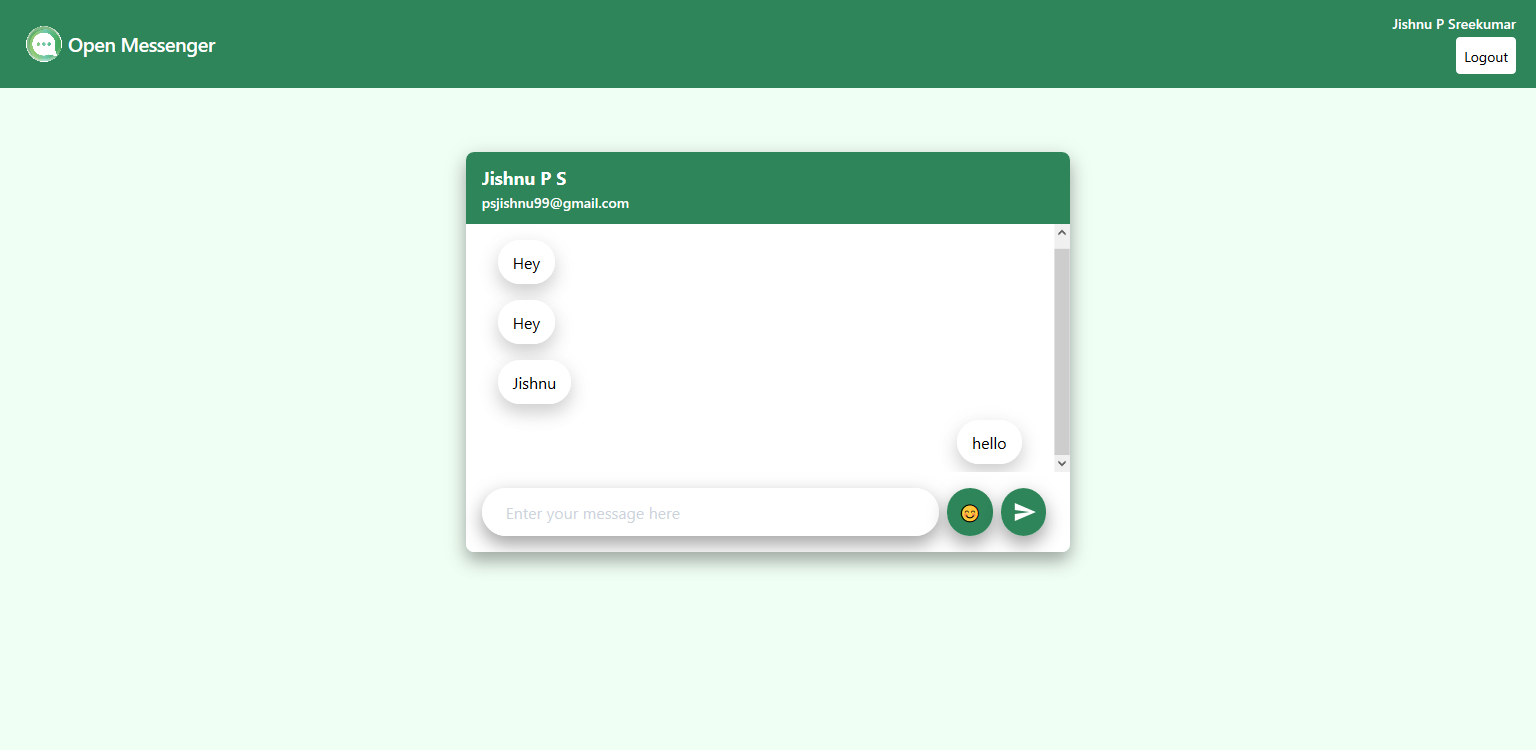 Open Messenger
Jishnu P Sreekumar
Logout
Jishnu P S
psjishnu99@gmail.com
Hey
Hey
Jishnu
hello
Enter your message here